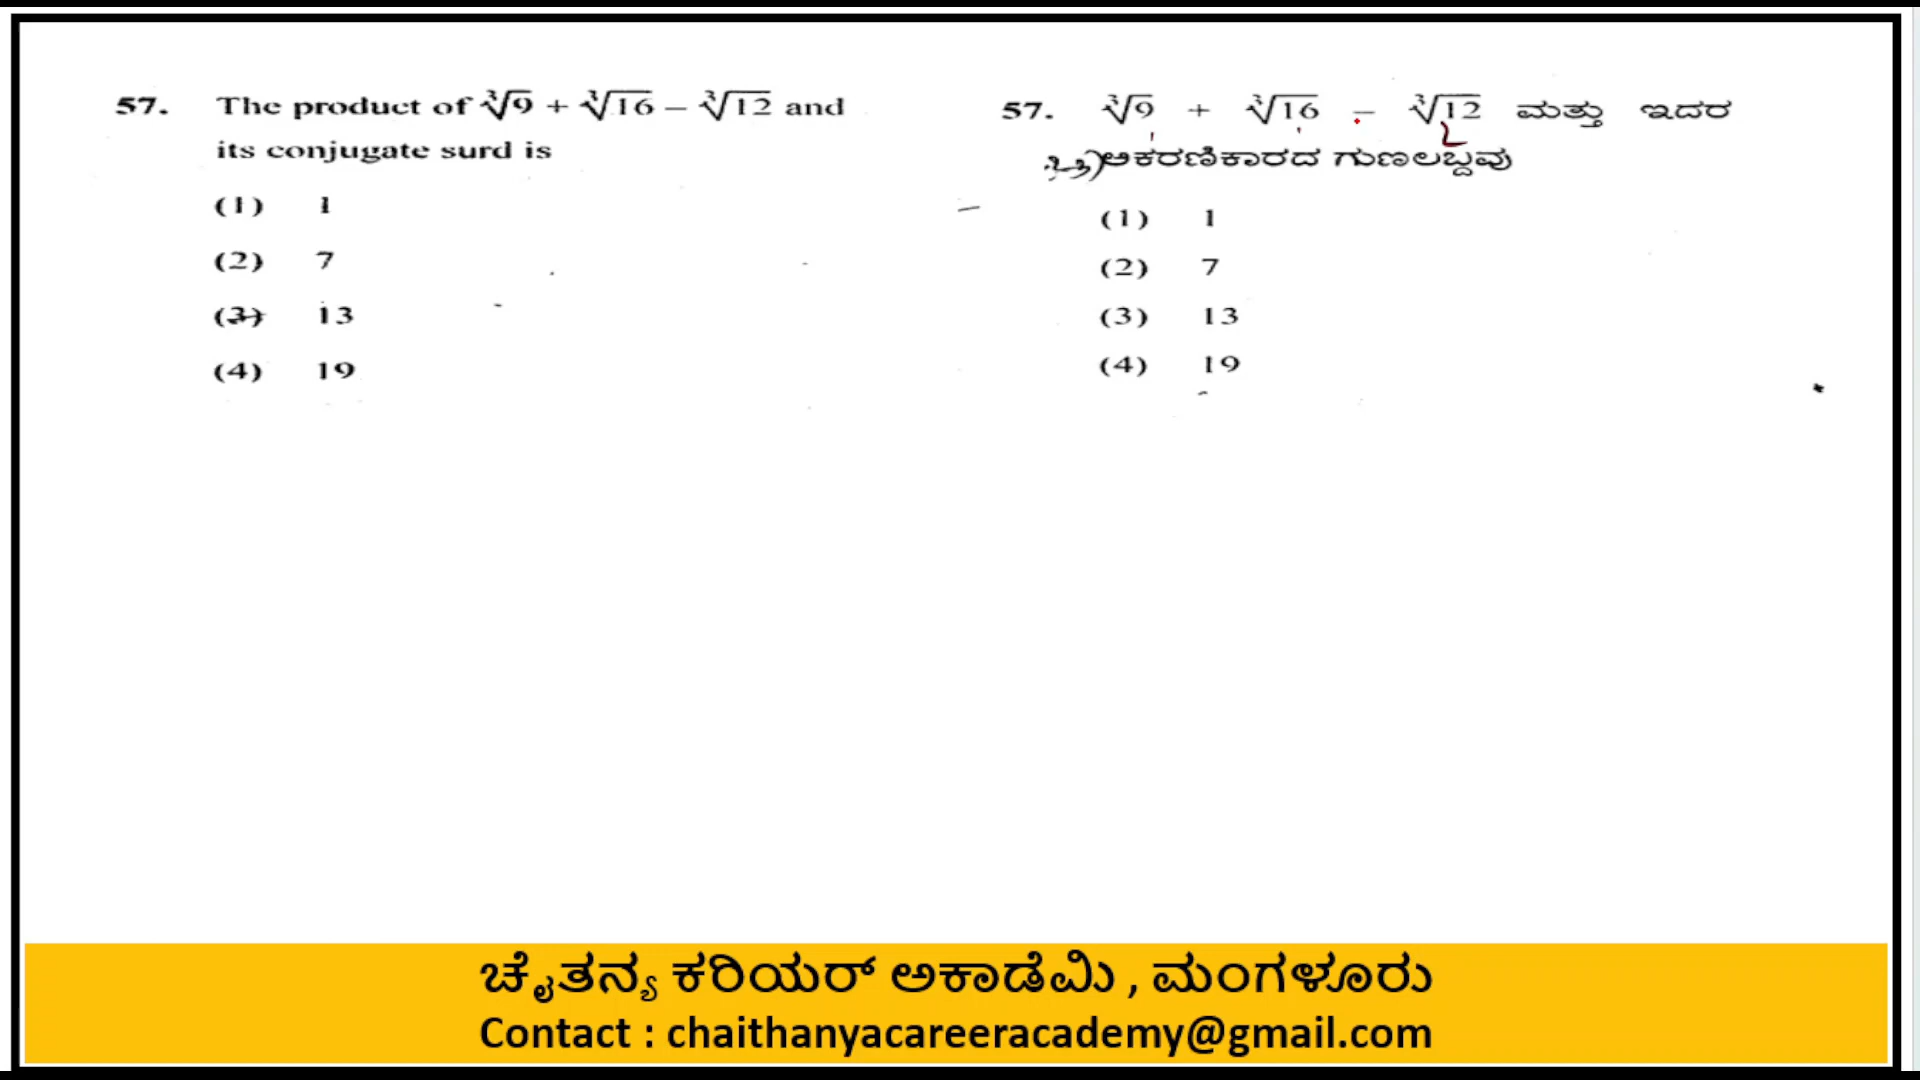 57. The product of ∛9 + ∛16 – ∛12 and
its conjugate surd is
(1) 1
(2) 7
(3) 13
(4) 19
57. ∛9 + ∛16 – ∛12 ಮತ್ತು ಇದರ
ಅಕರಣಿಕಾರದ ಗುಣಲಬ್ದವು
(1) 1
(2) 7
(3) 13
(4) 19
ಚೈತನ್ಯ ಕರಿಯರ್ ಅಕಾಡೆಮಿ , ಮಂಗಳೂರು
Contact : chaithanyacareeracademy@gmail.com